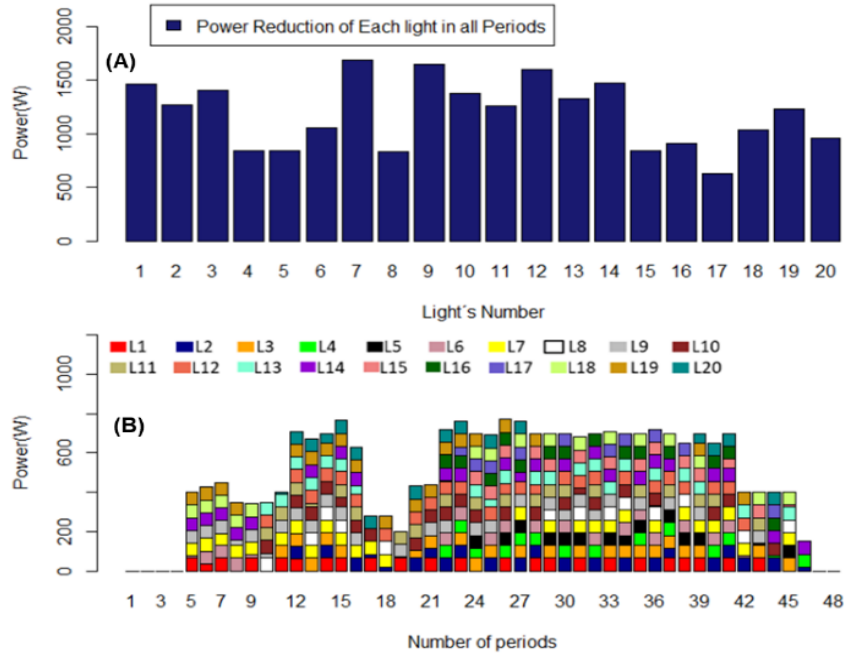 2000
Power Reduction of Each light in all Periods
(A)
1500
1000
500
0
Power(W)
1 2 3 4 5 6 7 8 9 10 11 12 13 14 15 16 17 18 19 20
Light´s Number
L1 L2 L3 L4 L5 L6 L7 L8 L9 L10
L11 L12 L13 L14 L15 L16 L17 L18 L19 L20
(B)
1000
600
200
0
Power(W)
1 3 5 7 9 12 15 18 21 24 27 30 33 36 39 42 45 48
Number of periods